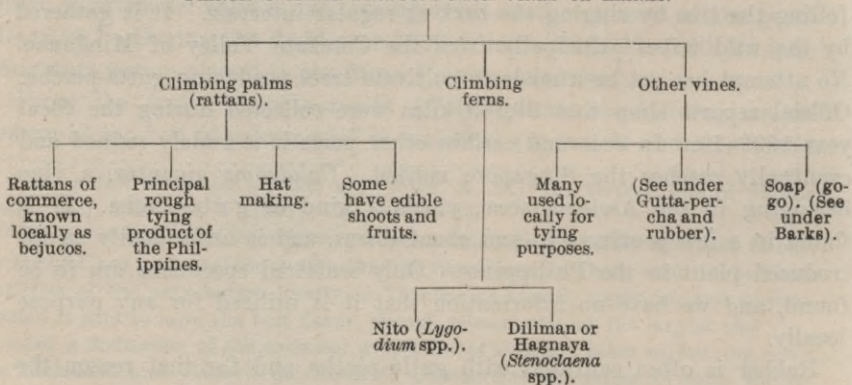 Climbing palms
(rattans).
Climbing
ferns.
Other vines.
Rattans of
commerce,
known
locally as
bejucos.
Principal
rough
tying
product of
the Phil-
ippines.
Hat
making.
Some
have edible
shoots and
fruits.
Many
used lo-
cally for
tying
purposes.
(See under
Gutta-per-
cha and
rubber).
Soap (go-
go). (See
under
Barks).
Nito (Lygo-
dium spp.).
Diliman or
Hagnaya
(Stenoclaena
spp.).